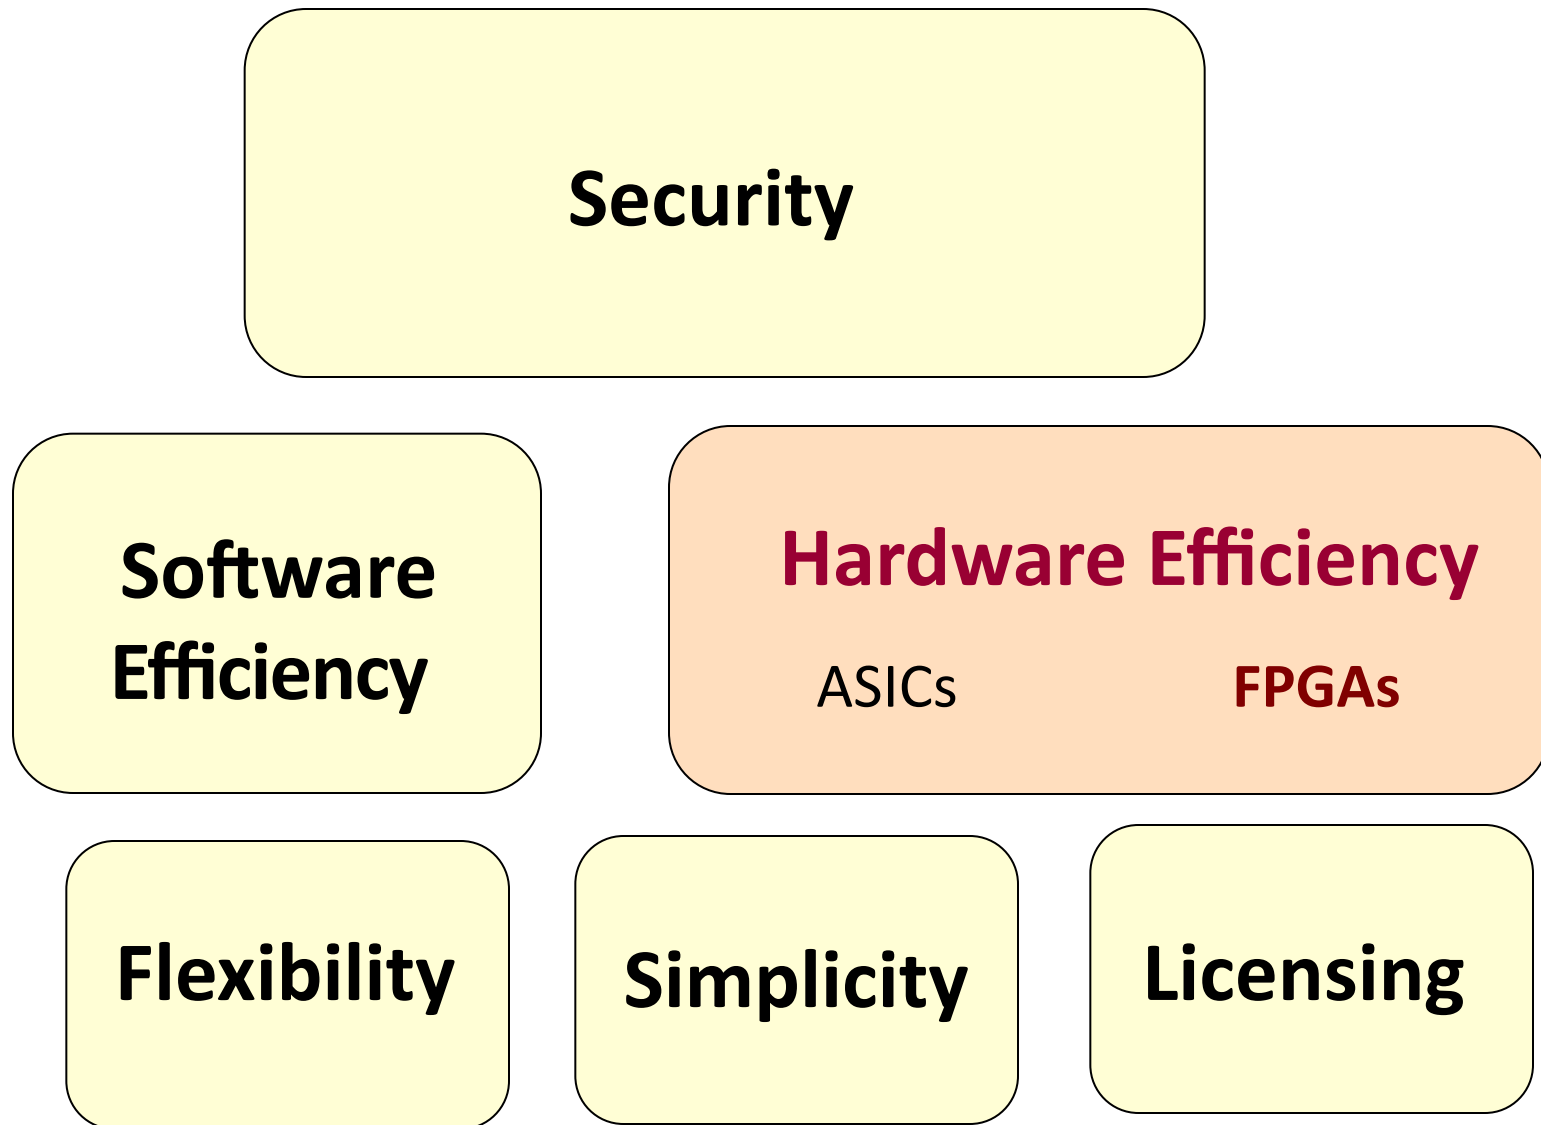 Security
Software
Efficiency
Hardware Efficiency
ASICs FPGAs
Flexibility
Simplicity
Licensing